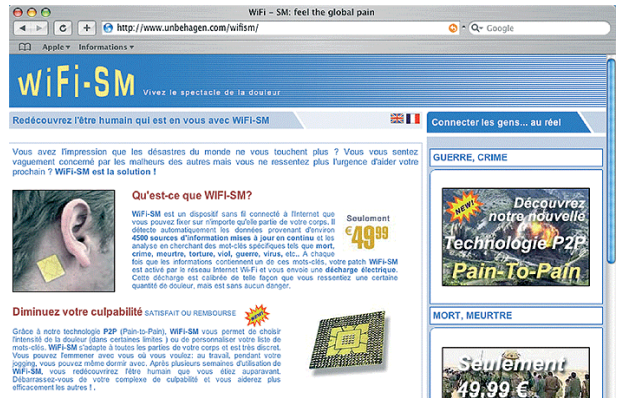 WiFi - SM: feel the global pain
http://www.unbehagen.com/wifism/
Google
Apple
Informations
WiFi-SM
Vivez le spectacle de la douleur
Redécouvrez l'être humain qui est en vous avec WiFi-SM
Connecter les gens... au réel
Vous avez l'impression que les désastres du monde ne vous touchent plus ? Vous vous sentez
vaguement concerné par les malheurs des autres mais vous ne ressentez plus l'urgence d'aider votre
prochain ? WiFi-SM est la solution !
Qu'est-ce que WIFI-SM?
WiFi-SM est un dispositif sans fil connecté à l'Internet que
vous pouvez fixer sur n'importe qu'elle partie de votre corps. Il
détecte automatiquement les données provenant d'environ
4500 sources d'information mises à jour en continu et les
analyse en cherchant des mot-clés spécifiques tels que mort,
crime, meurtre, torture, viol, guerre, virus, etc.. A chaque
fois que les informations contiennent un de ces mots-clés, votre patch WiFi-SM
est activé par le réseau Internet Wi-Fi et vous envoie une décharge électrique.
Cette décharge est calibrée de telle façon que vous ressentiez une certaine
quantité de douleur, mais est sans aucun danger.
Seulement
€49,99
Diminuez votre culpabilité SATISFAIT OU REMBOURSE
NEW!
Grâce à notre technologie P2P (Pain-to-Pain), WiFi-SM vous permet de choisir
l'intensité de la douleur (dans certaines limites ) ou de personnaliser votre liste de
mots-clés. WiFi-SM s'adapte à toutes les parties de votre corps et est très discret.
Vous pouvez l'emmener avec vous où vous voulez: au travail, pendant votre
jogging, vous pouvez même dormir avec. Après plusieurs semaines d'utilisation de
WiFi-SM, vous redécouvrirez l'être humain que vous étiez auparavant.
Débarrassez-vous de votre complexe de culpabilité et vous aiderez plus
efficacement les autres ! .
GUERRE, CRIME
NEW!
Découvrez
notre nouvelle
Technologie P2P
Pain-To-Pain
MORT, MEURTRE
Seulement
49,99 €